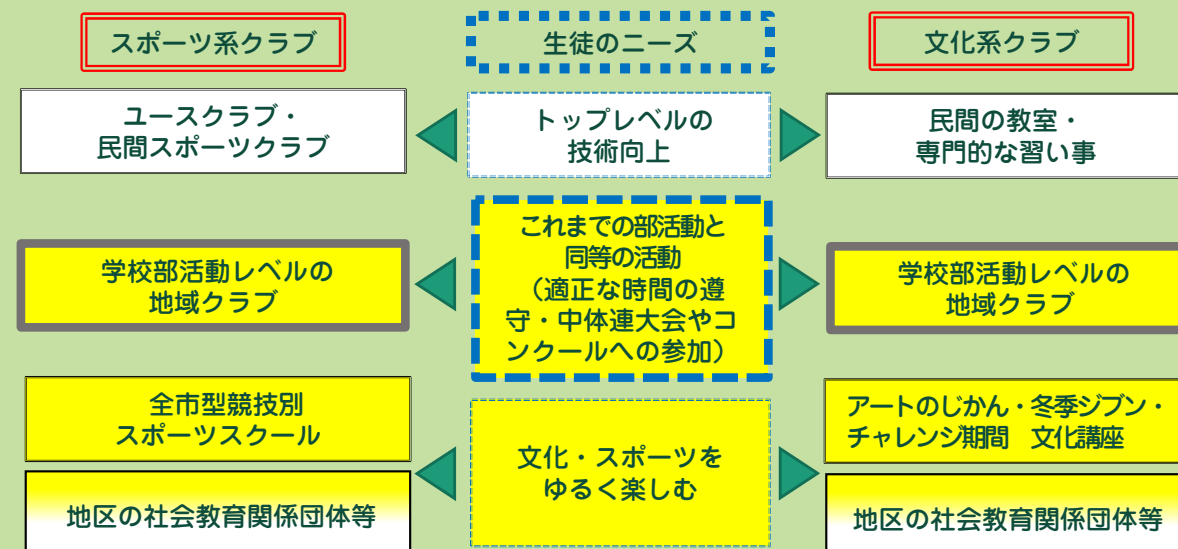 スポーツ系クラブ
生徒のニーズ
文化系クラブ
ユースクラブ・
民間スポーツクラブ
トップレベルの
技術向上
民間の教室・
専門的な習い事
学校部活動レベルの
地域クラブ
これまでの部活動と
同等の活動
（適正な時間の遵
守・中体連大会やコ
ンクールへの参加）
学校部活動レベルの
地域クラブ
全市型競技別
スポーツスクール
地区の社会教育関係団体等
文化・スポーツを
ゆるく楽しむ
アートのじかん・冬季ジブン・
チャレンジ期間　文化講座
地区の社会教育関係団体等